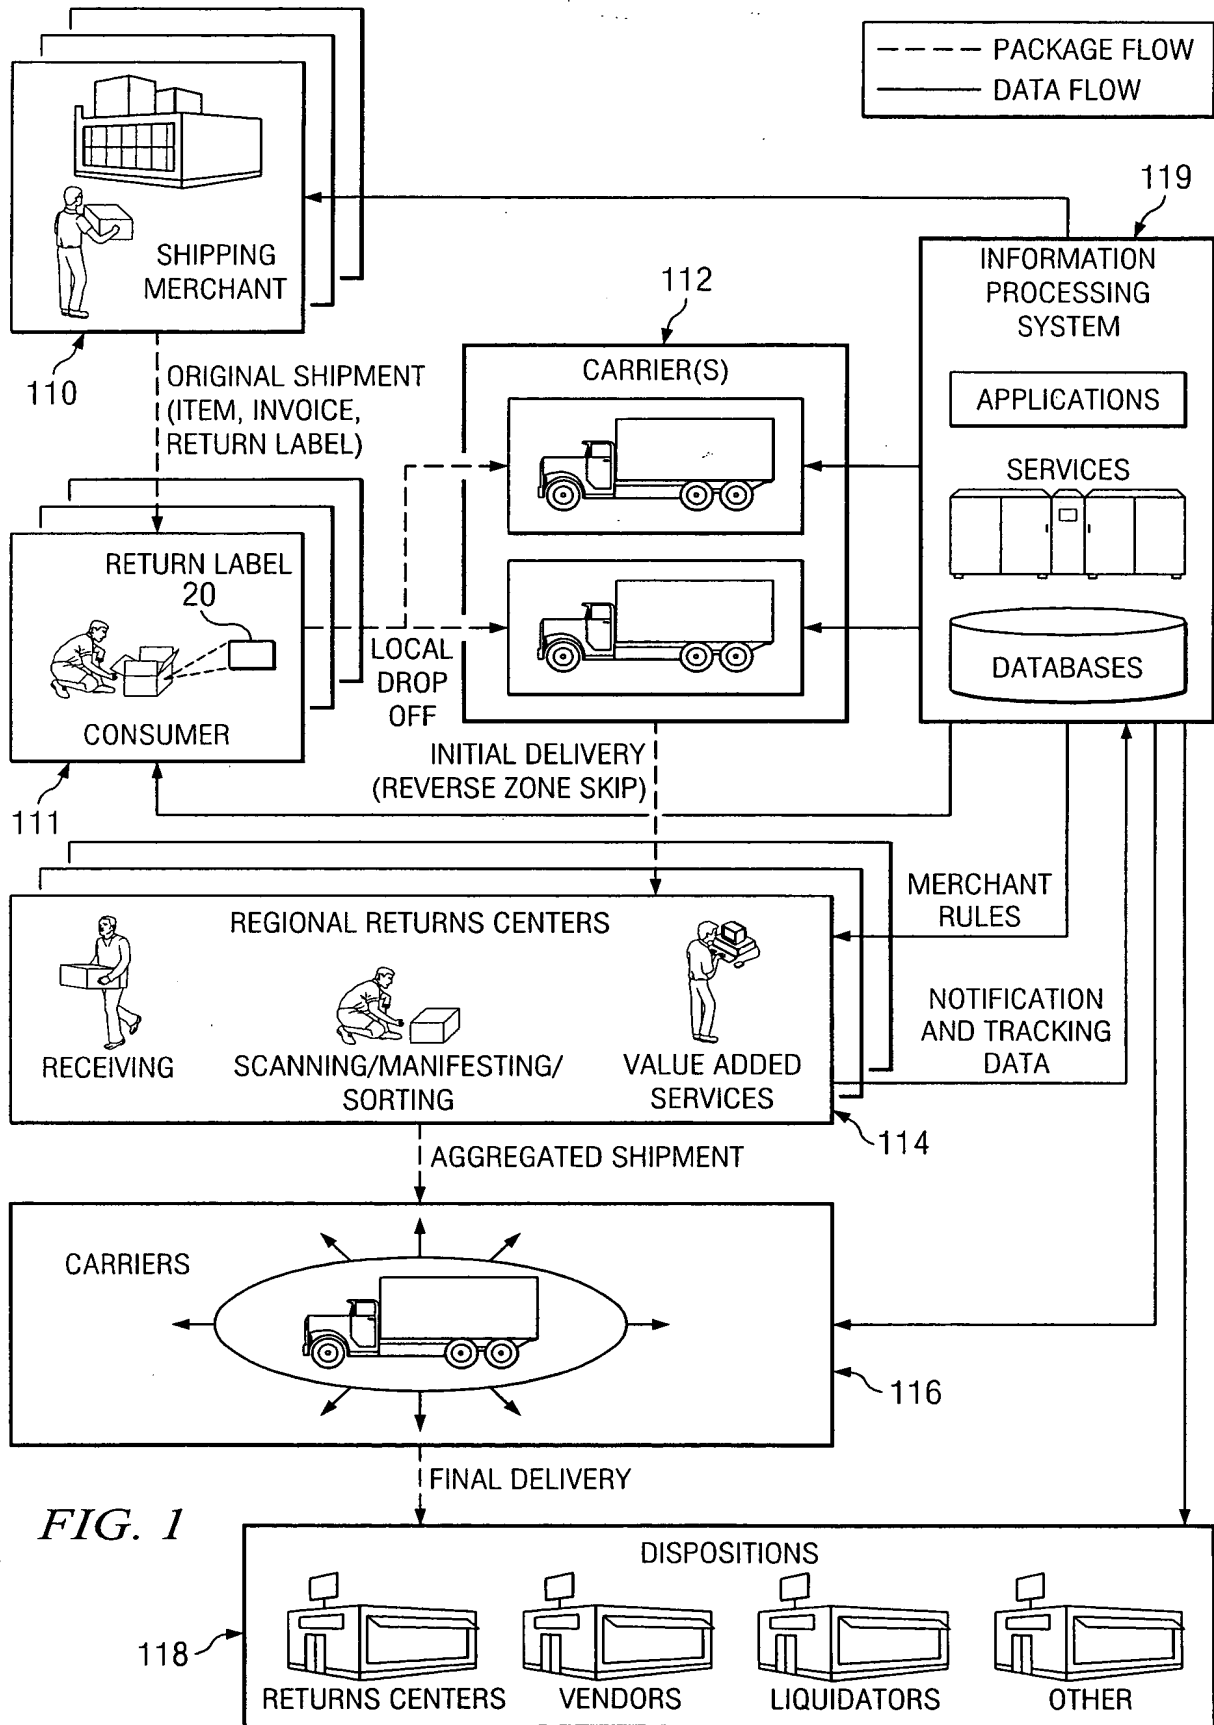 PACKAGE FLOW
DATA FLOW
119
SHIPPING
MERCHANT
110
INFORMATION
PROCESSING
SYSTEM
APPLICATIONS
SERVICES
DATABASES
112
CARRIER(S)
ORIGINAL SHIPMENT
(ITEM, INVOICE,
RETURN LABEL)
RETURN LABEL
20
CONSUMER
111
LOCAL
DROP
OFF
INITIAL DELIVERY
(REVERSE ZONE SKIP)
MERCHANT
RULES
REGIONAL RETURNS CENTERS
RECEIVING
SCANNING/MANIFESTING/
SORTING
VALUE ADDED
SERVICES
NOTIFICATION
AND TRACKING
DATA
114
AGGREGATED SHIPMENT
CARRIERS
116
FINAL DELIVERY
FIG. 1
DISPOSITIONS
118
RETURNS CENTERS
VENDORS
LIQUIDATORS
OTHER